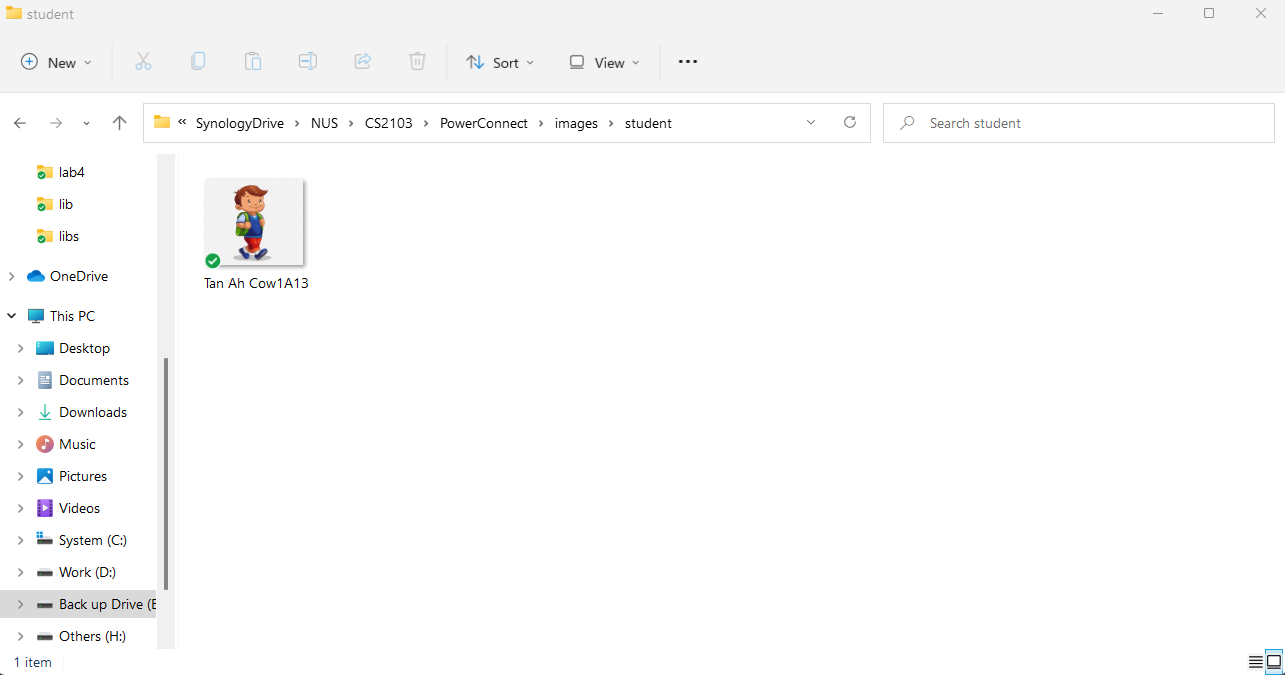 student
New
Sort
View
« SynologyDrive > NUS > CS2103 > PowerConnect > images > student
Search student
lab4
lib
libs
OneDrive
This PC
Desktop
Documents
Downloads
Music
Pictures
Videos
System (C:)
Work (D:)
Back up Drive (E
Others (H:)
Tan Ah Cow1A13
1 item